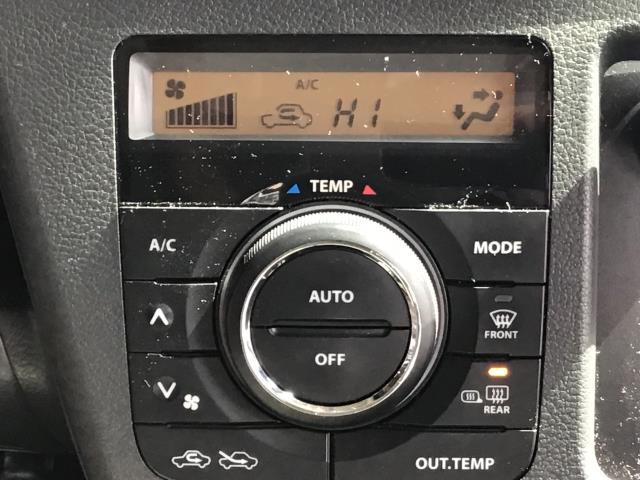 A/C
HI
TEMP
A/C
MODE
AUTO
OFF
FRONT
REAR
OUT.TEMP